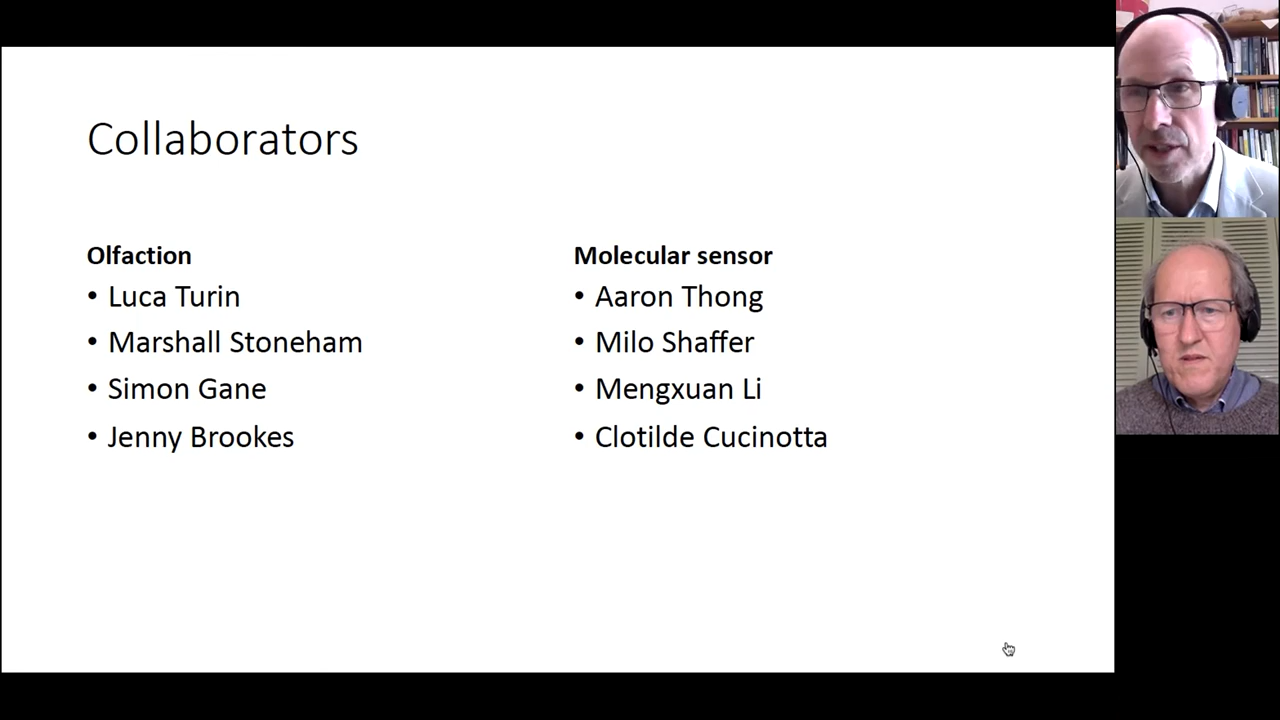 Collaborators
Olfaction
• Luca Turin
• Marshall Stoneham
• Simon Gane
• Jenny Brookes
Molecular sensor
• Aaron Thong
• Milo Shaffer
• Mengxuan Li
• Clotilde Cucinotta